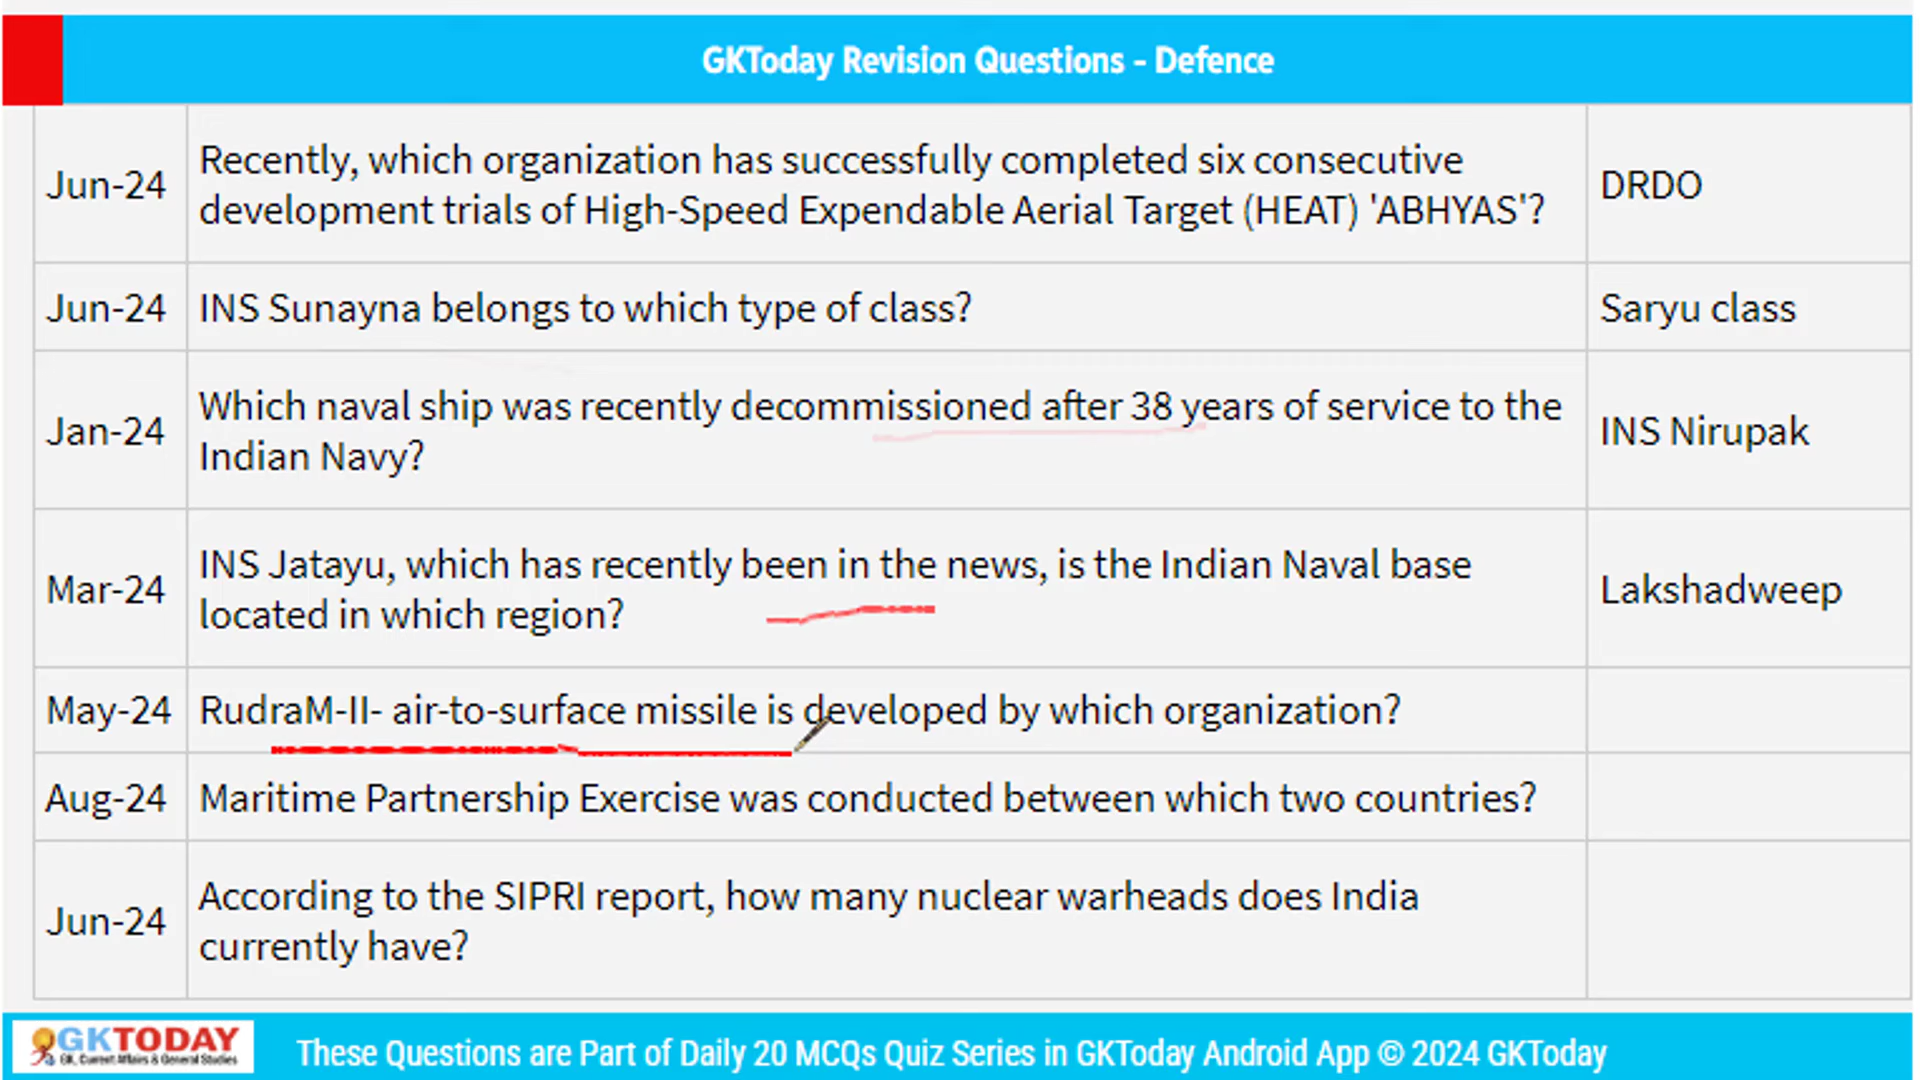 GKToday Revision Questions - Defence
Jun-24
Recently, which organization has successfully completed six consecutive
development trials of High-Speed Expendable Aerial Target (HEAT) 'ABHYAS'?
DRDO
Jun-24
INS Sunayna belongs to which type of class?
Saryu class
Jan-24
Which naval ship was recently decommissioned after 38 years of service to the
Indian Navy?
INS Nirupak
Mar-24
INS Jatayu, which has recently been in the news, is the Indian Naval base
located in which region?
Lakshadweep
May-24
RudraM-II- air-to-surface missile is developed by which organization?
Aug-24
Maritime Partnership Exercise was conducted between which two countries?
Jun-24
According to the SIPRI report, how many nuclear warheads does India
currently have?
GKTODAY
GK, Current Affairs & General Studies
These Questions are Part of Daily 20 MCQs Quiz Series in GKToday Android App © 2024 GKToday